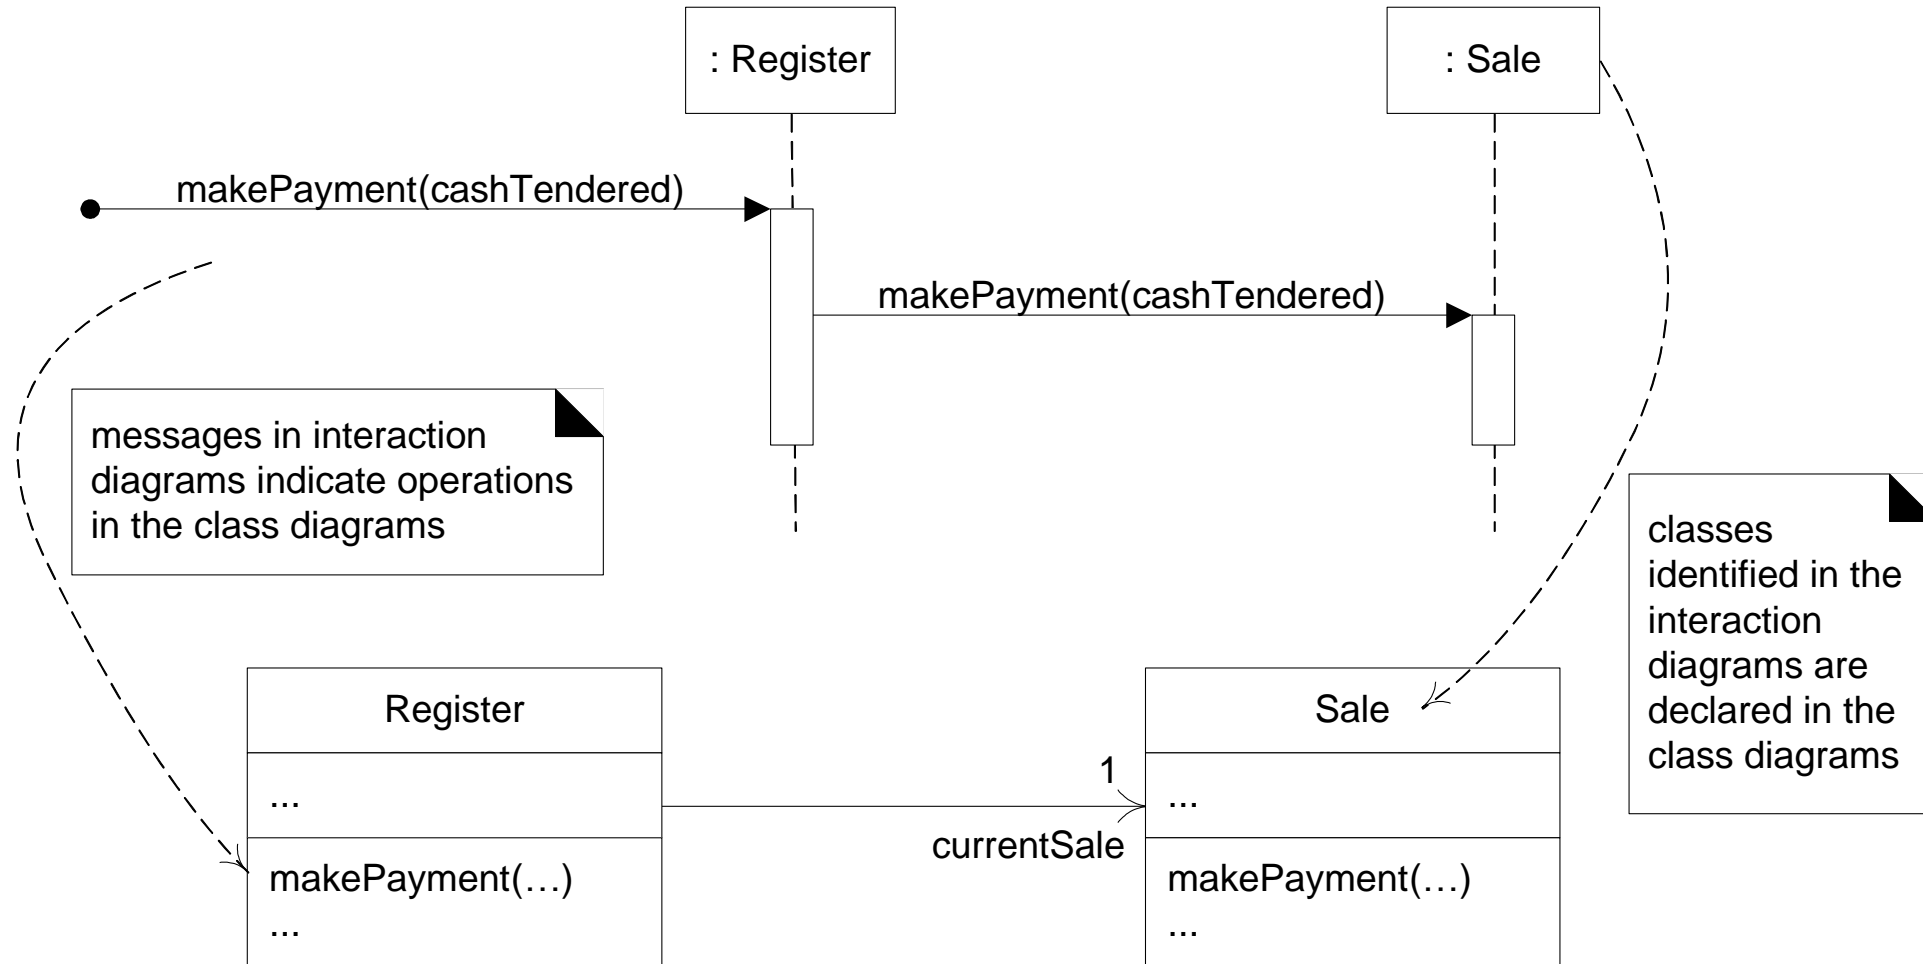 : Register
: Sale
makePayment(cashTendered)
makePayment(cashTendered)
messages in interaction
diagrams indicate operations
in the class diagrams
classes
identified in the
interaction
diagrams are
declared in the
class diagrams
Register
...
makePayment(…)
...
1
currentSale
Sale
...
makePayment(…)
...